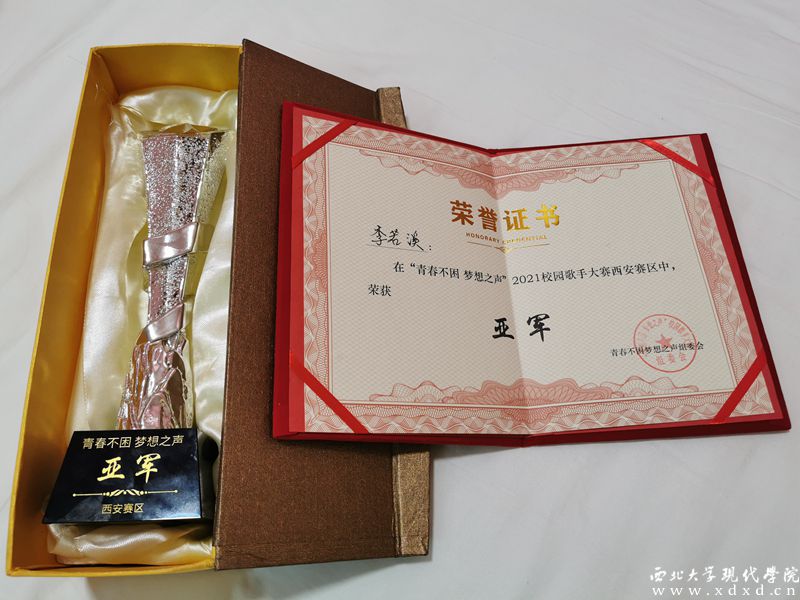 荣誉证书
HONORARY CREDENTIAL
李若溪：
在“青春不困 梦想之声”2021校园歌手大赛西安赛区中，
荣获
亚军
青春不困梦想之声组委会
组委会
青春不困 梦想之声
亚军
西安赛区
西北大学现代学院
www.xdxd.cn